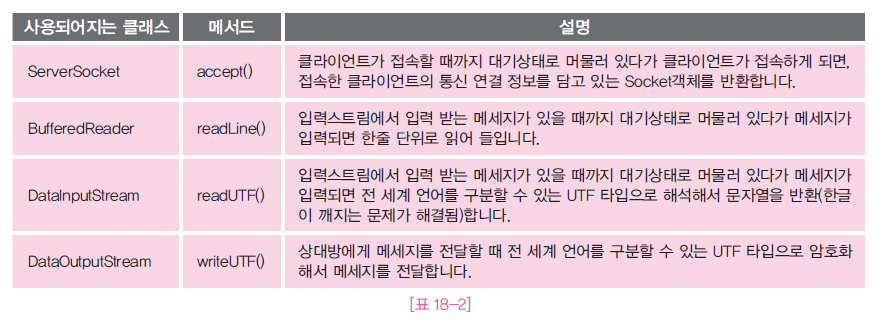 사용되어지는 클래스 메서드 설명
ServerSocket accept() 클라이언트가 접속할 때까지 대기상태로 머물러 있다가 클라이언트가 접속하게 되면,
접속한 클라이언트의 통신 연결 정보를 담고 있는 Socket객체를 반환합니다.
BufferedReader readLine() 입력스트림에서 입력 받는 메세지가 있을 때까지 대기상태로 머물러 있다가 메세지가
입력되면 한줄 단위로 읽어 들입니다.
DataInputStream readUTF() 입력스트림에서 입력 받는 메세지가 있을 때까지 대기상태로 머물러 있다가 메세지가
입력되면 전 세계 언어를 구분할 수 있는 UTF 타입으로 해석해서 문자열을 반환(한글
이 깨지는 문제가 해결됨)합니다.
DataOutputStream writeUTF() 상대방에게 메세지를 전달할 때 전 세계 언어를 구분할 수 있는 UTF 타입으로 암호화
해서 메세지를 전달합니다.
[표 18-2]